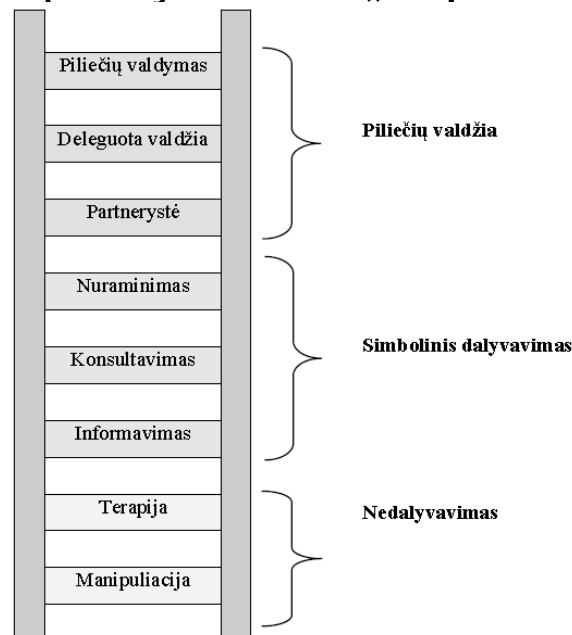 Piliečių valdymas
Deleguota valdžia
Piliečių valdžia
Partnerystė
Nuraminimas
Konsultavimas
Simbolinis dalyvavimas
Informavimas
Terapija
Nedalyvavimas
Manipuliacija